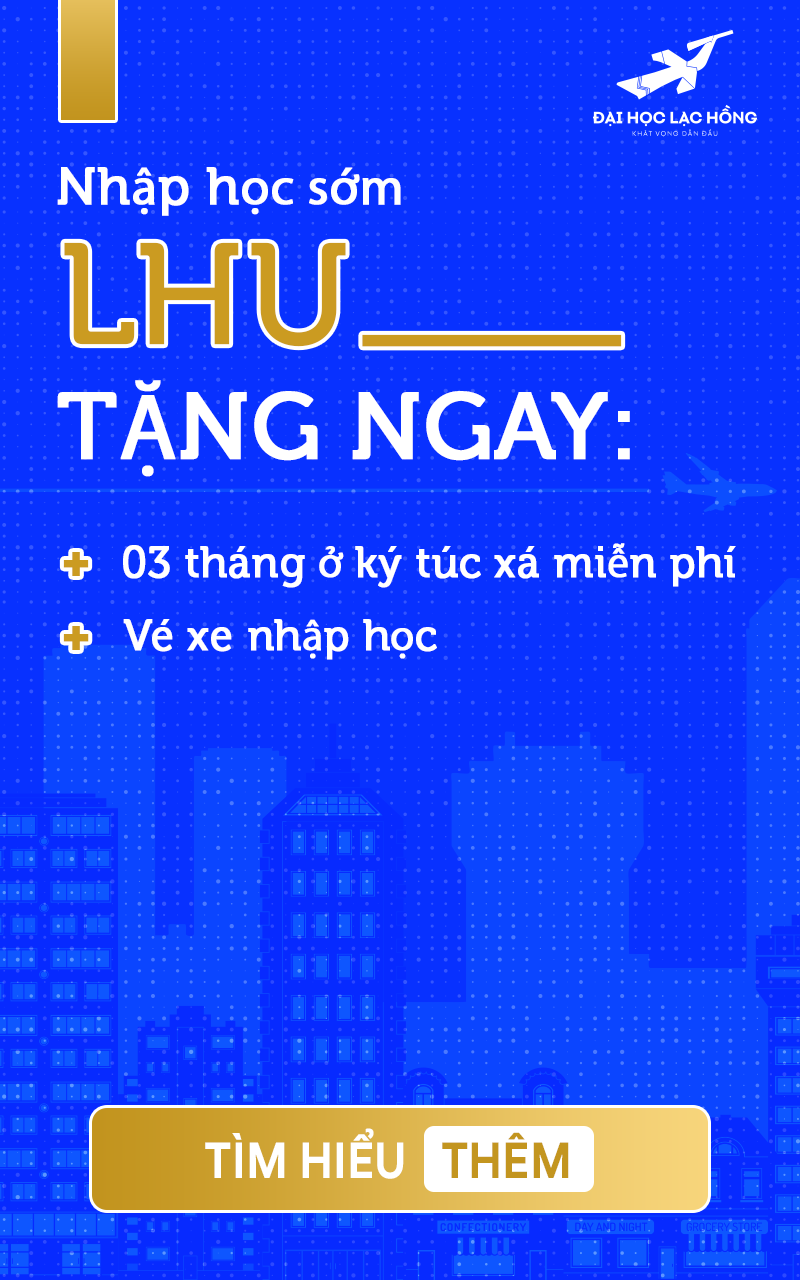 ĐẠI HỌC LẠC HỒNG
KHÁT VỌNG DẪN ĐẦU
Nhập học sớm
LHU
TẶNG NGAY:
03 tháng ở ký túc xá miễn phí
Vé xe nhập học
TÌM HIỂU THÊM
CONFECTIONERY DAY AND NIGHT GROCERY STORE